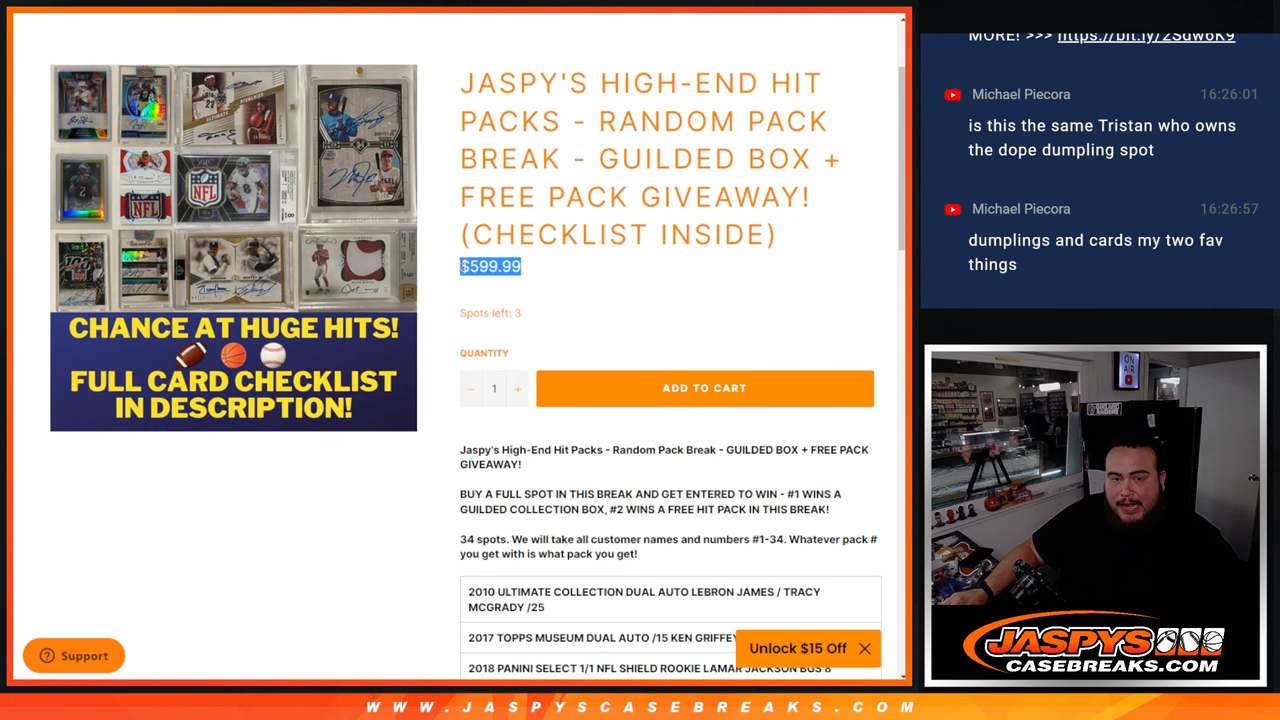 JASPY'S HIGH-END HIT
PACKS - RANDOM PACK
BREAK - GUILDED BOX +
FREE PACK GIVEAWAY!
(CHECKLIST INSIDE)
$599.99
Spots left: 3
QUANTITY
− 1 +
ADD TO CART
CHANCE AT HUGE HITS!
FULL CARD CHECKLIST
IN DESCRIPTION!
Jaspy's High-End Hit Packs - Random Pack Break - GUILDED BOX + FREE PACK
GIVEAWAY!
BUY A FULL SPOT IN THIS BREAK AND GET ENTERED TO WIN - #1 WINS A
GUILDED COLLECTION BOX, #2 WINS A FREE HIT PACK IN THIS BREAK!
34 spots. We will take all customer names and numbers #1-34. Whatever pack #
you get with is what pack you get!
2010 ULTIMATE COLLECTION DUAL AUTO LEBRON JAMES / TRACY
MCGRADY /25
2017 TOPPS MUSEUM DUAL AUTO /15 KEN GRIFFEY
2018 PANINI SELECT 1/1 NFL SHIELD ROOKIE LAMAR JACKSON BGS 8
Support
Unlock $15 Off
MORE! >>> https://bit.ly/2Sdw6K9
Michael Piecora 16:26:01
is this the same Tristan who owns
the dope dumpling spot
Michael Piecora 16:26:57
dumplings and cards my two fav
things
ON
AIR
JASPYS
CASEBREAKS.COM
WWW.JASPYSCASEBREAKS.COM